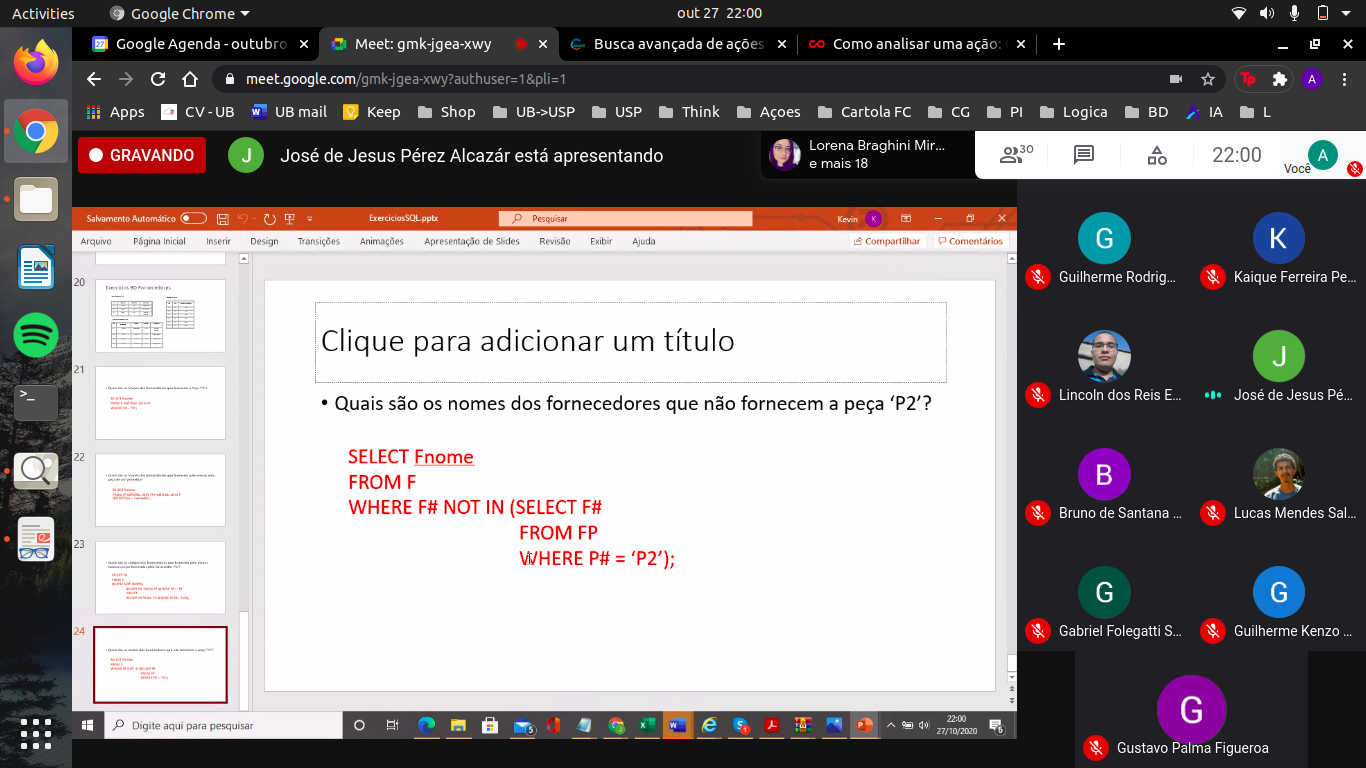 Activities
Google Chrome
out 27 22:00
Google Agenda - outubro
Meet: gmk-jgea-xwy
Busca avançada de ações
Como analisar uma ação:
meet.google.com/gmk-jgea-xwy?authuser=1&pli=1
Apps
CV - UB
UB mail
Keep
Shop
UB->USP
USP
Think
Açoes
Cartola FC
CG
PI
Logica
BD
IA
L
GRAVANDO
J
José de Jesus Pérez Alcazár está apresentando
Lorena Braghini Mir...
e mais 18
30
22:00
Você
A
Salvamento Automático
ExerciciosSQL.pptx
Pesquisar
Kevin
K
Arquivo
Página Inicial
Inserir
Design
Transições
Animações
Apresentação de Slides
Revisão
Exibir
Ajuda
Compartilhar
Comentários
20
Exercícios BD Fornecedores
21
22
23
24
Clique para adicionar um título
• Quais são os nomes dos fornecedores que não fornecem a peça ‘P2’?
SELECT Fnome
FROM F
WHERE F# NOT IN (SELECT F#
FROM FP
WHERE P# = ‘P2’);
G
Guilherme Rodrig...
K
Kaique Ferreira Pe...
Lincoln dos Reis E...
J
José de Jesus Pé...
B
Bruno de Santana ...
Lucas Mendes Sal...
G
Gabriel Folegatti S...
G
Guilherme Kenzo ...
G
Gustavo Palma Figueroa
Digite aqui para pesquisar
22:00
27/10/2020